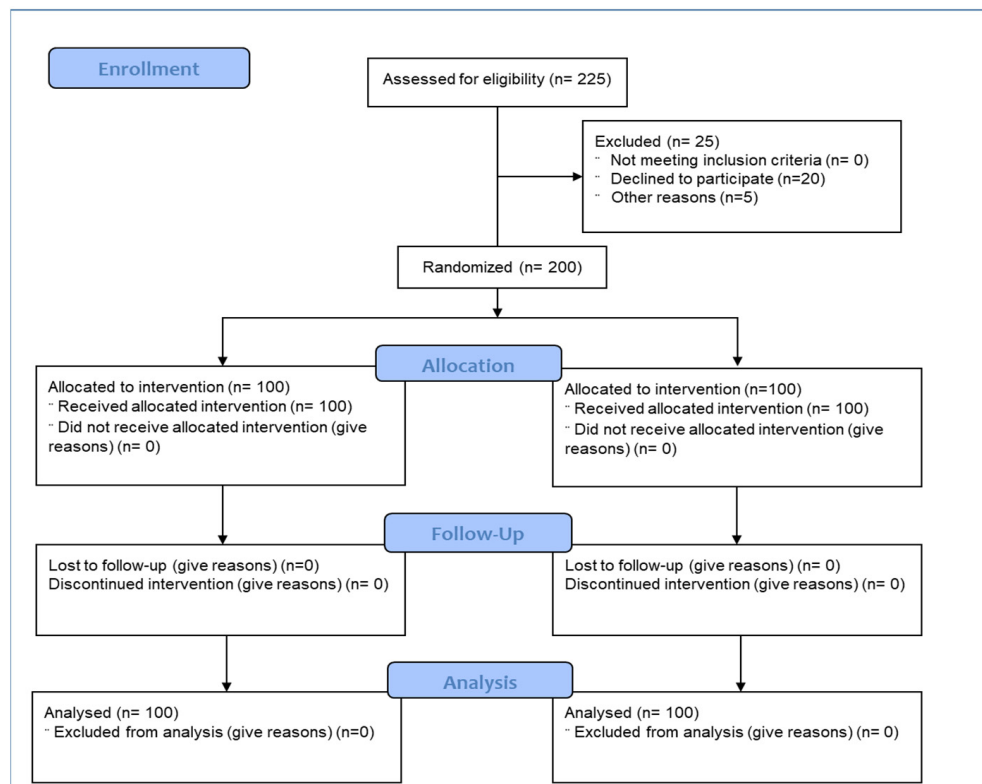 Enrollment
Assessed for eligibility (n= 225)
Excluded (n= 25)
¨ Not meeting inclusion criteria (n= 0)
¨ Declined to participate (n=20)
¨ Other reasons (n=5)
Randomized (n= 200)
Allocation
Allocated to intervention (n= 100)
¨ Received allocated intervention (n= 100)
¨ Did not receive allocated intervention (give
reasons) (n= 0)
Allocated to intervention (n=100)
¨ Received allocated intervention (n= 100)
¨ Did not receive allocated intervention (give
reasons) (n= 0)
Follow-Up
Lost to follow-up (give reasons) (n=0)
Discontinued intervention (give reasons) (n= 0)
Lost to follow-up (give reasons) (n= 0)
Discontinued intervention (give reasons) (n= 0)
Analysis
Analysed (n= 100)
¨ Excluded from analysis (give reasons) (n=0)
Analysed (n= 100)
¨ Excluded from analysis (give reasons) (n= 0)